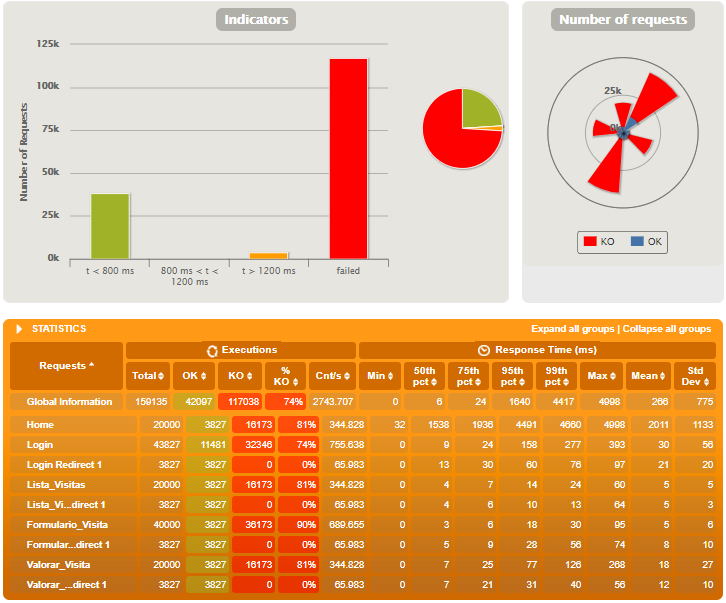 Indicators
125k
100k
75k
50k
25k
0k
Number of Requests
t < 800 ms
800 ms < t < 1200 ms
t > 1200 ms
failed
Number of requests
25k
0k
KO OK
STATISTICS Expand all groups | Collapse all groups
Requests Executions Response Time (ms)
Total OK KO % KO Cnt/s Min 50th pct 75th pct 95th pct 99th pct Max Mean Std Dev
Global Information 159135 42097 117038 74% 2743.707 0 6 24 1640 4417 4998 266 775
Home 20000 3827 16173 81% 344.828 32 1538 1936 4491 4660 4998 2011 1133
Login 43827 11481 32346 74% 755.638 0 9 24 158 277 393 30 56
Login Redirect 1 3827 3827 0 0% 65.983 0 13 30 60 76 97 21 20
Lista_Visitas 20000 3827 16173 81% 344.828 0 4 7 14 24 60 5 5
Lista_Vi...direct 1 3827 3827 0 0% 65.983 0 4 6 10 13 64 5 3
Formulario_Visita 40000 3827 36173 90% 689.655 0 3 6 18 30 95 5 6
Formular...direct 1 3827 3827 0 0% 65.983 0 5 9 28 56 74 8 10
Valorar_Visita 20000 3827 16173 81% 344.828 0 7 25 77 126 268 18 27
Valorar_...direct 1 3827 3827 0 0% 65.983 0 7 21 31 40 56 12 10